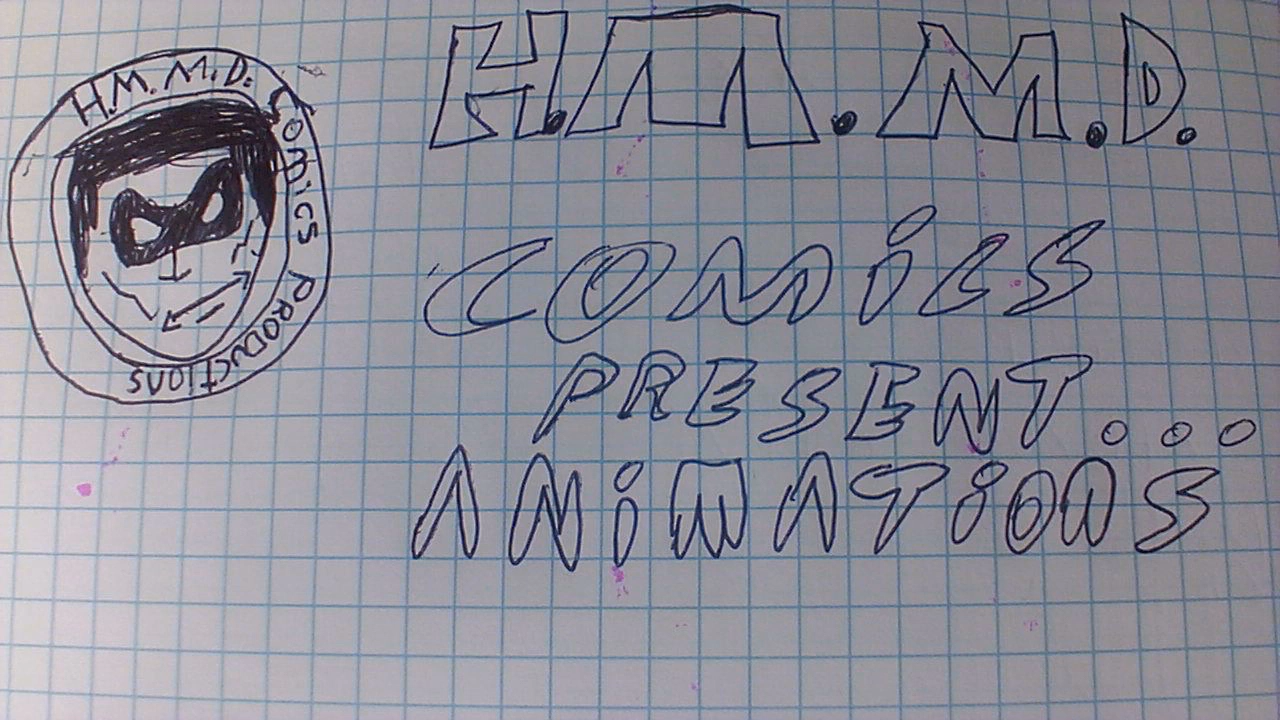 H.M.M.D. COMICS PRODUCTIONS
H.M.M.D.
COMICS
PRESENT...
ANiMATiONS